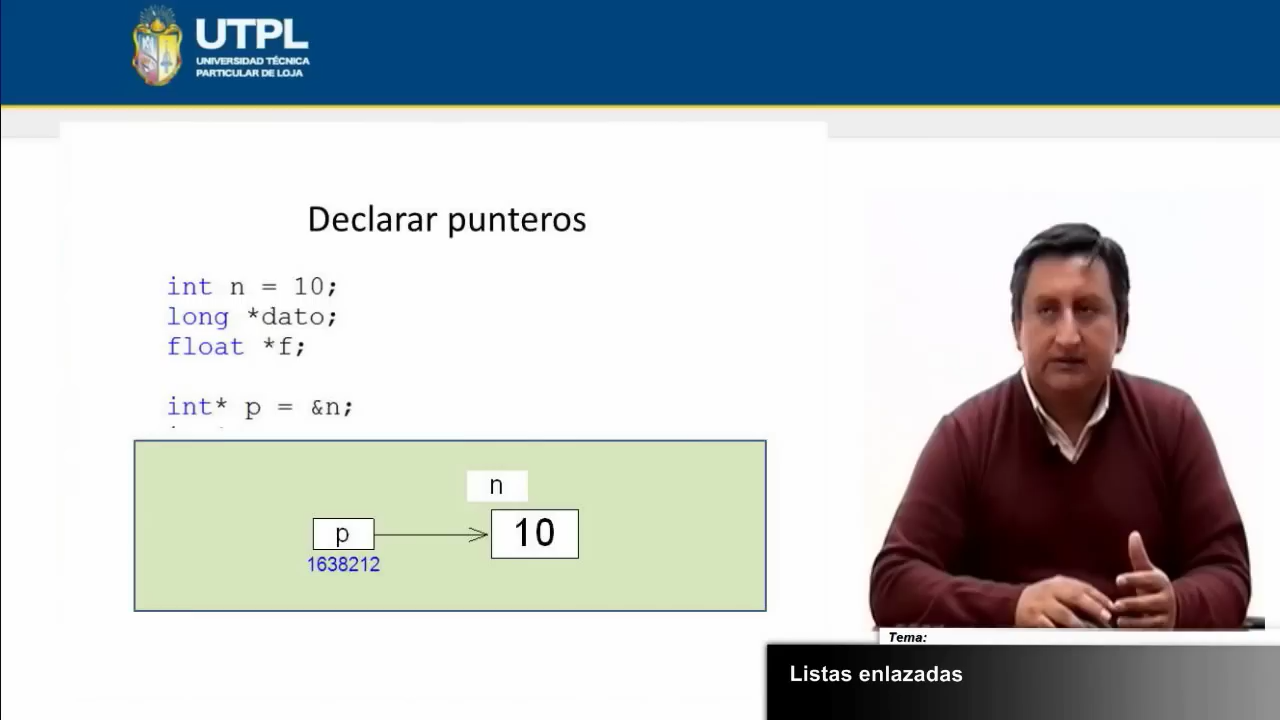 UTPL
UNIVERSIDAD TÉCNICA
PARTICULAR DE LOJA
Declarar punteros
int n = 10;
long *dato;
float *f;
int* p = &n;
n
p
10
1638212
Tema:
Listas enlazadas